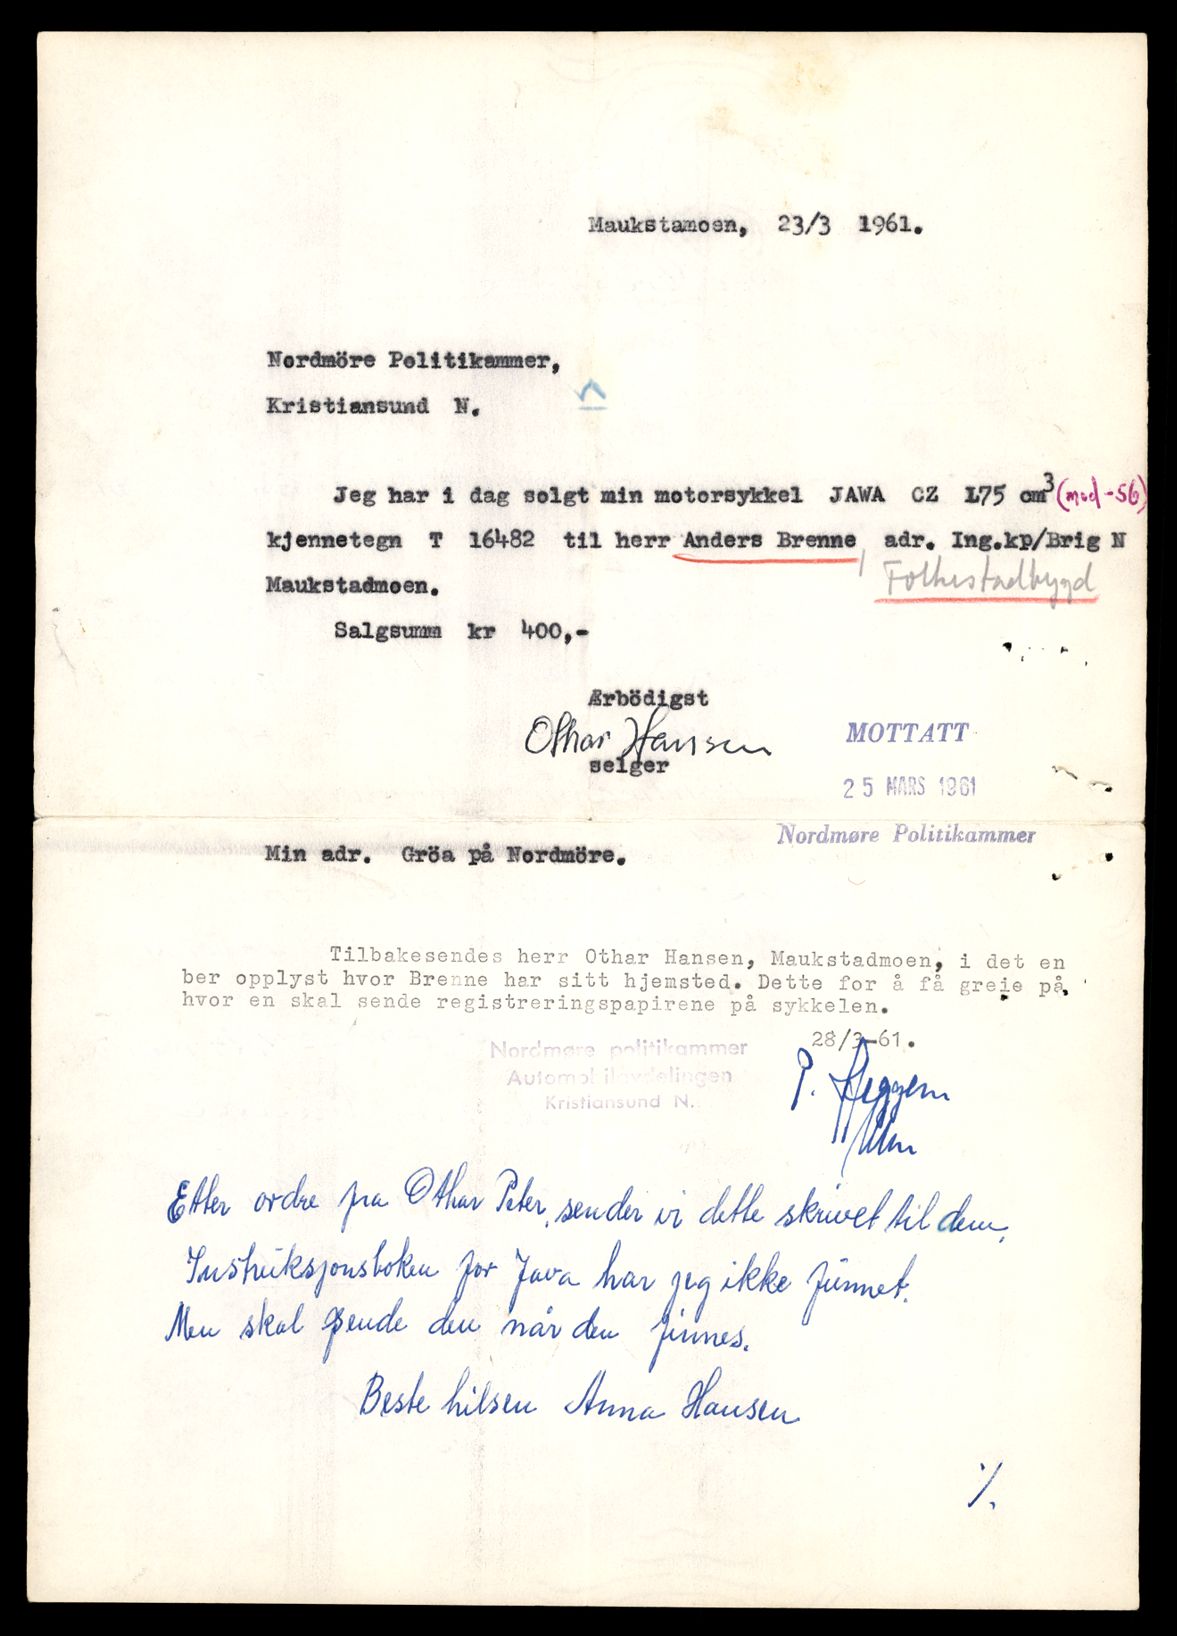 Maukstamoen, 23/3 1961.
Nordmöre Politikammer,
Kristiansund N.
Jeg har i dag solgt min motorsykkel JAWA CZ 175 cm³ (mod -56)
kjennetegn T 16482 til herr Anders Brenne, adr. Ing.kp/Brig N
Folkestadbygd
Maukstadmoen.
Salgsumm kr 400,-
Ærbödigst
Othar Hansen
selger
MOTTATT
25 MARS 1961
Nordmøre Politikammer
Min adr. Gröa på Nordmöre.
Tilbakesendes herr Othar Hansen, Maukstadmoen, i det en
ber opplyst hvor Brenne har sitt hjemsted. Dette for å få greie på
hvor en skal sende registreringspapirene på sykkelen.
28/3-61.
Nordmøre politikammer
Automobilavdelingen
Kristiansund N.
P. Heggem
Etter ordre fra Othar Peter, sender vi dette skrivet til dem.
Instruksjonsboken for Java har jeg ikke funnet.
Men skal sende den når den finnes.
Beste hilsen Anna Hansen
·/.